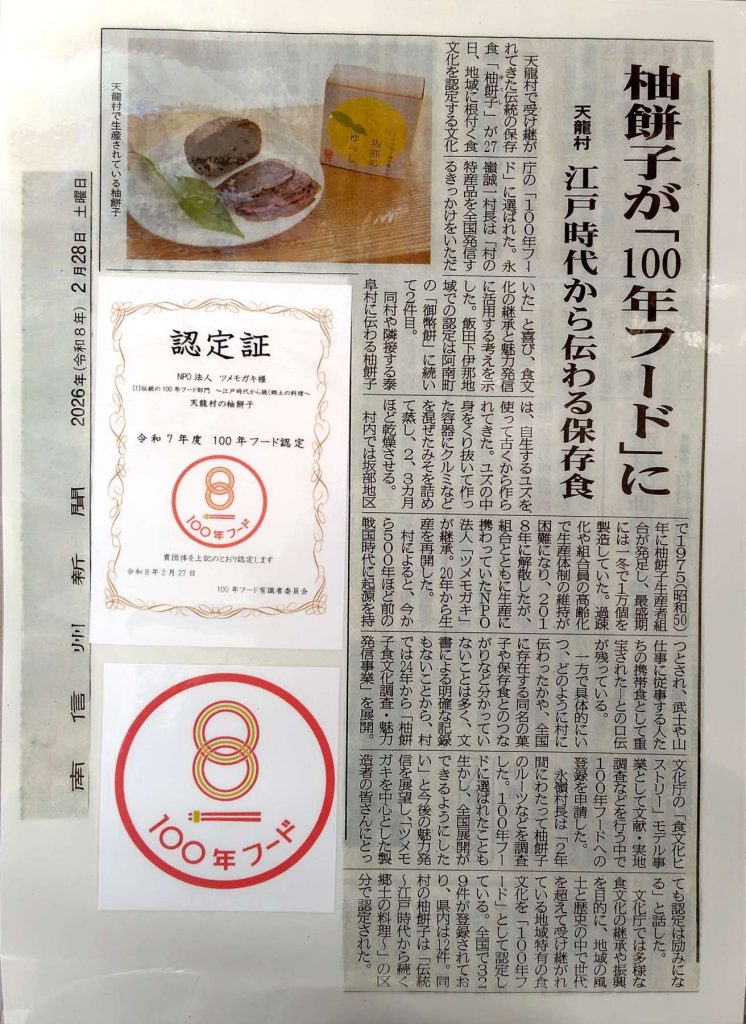 柚餅子が「100年フード」に
天龍村 江戸時代から伝わる保存食
天龍村で受け継が
れてきた伝統の保存
食「柚餅子」が27
日、地域に根付く食
文化を認定する文化
庁の「100年フー
ド」に選ばれた。永
嶺誠一村長は「村の
特産品を全国発信す
るきっかけをいただ
いた」と喜び、食文
化の継承と魅力発信
に活用する考えを示
した。飯田下伊那地
域での認定は阿南町
の「御幣餅」に続い
て2件目。
同村や隣接する泰
阜村に伝わる柚餅子
は、自生するユズを
使って古くから作ら
れてきた。ユズの中
身をくり抜いて作っ
た容器にクルミなど
を混ぜたみそを詰め
て蒸し、2、3カ月
ほど乾燥させる。
村内では坂部地区
で1975(昭和50)
年に柚餅子生産者組
合が発足し、最盛期
には一冬で1万個を
製造していた。過疎
化や組合員の高齢化
で生産体制の維持が
困難になり、201
8年に解散したが、
組合とともに生産に
携わっていたNPO
法人「ツメモガキ」
が継承、20年から生
産を再開した。
村によると、今か
ら500年ほど前の
戦国時代に起源を持
つとされ、武士や山
仕事に従事する人た
ちの携帯食として重
宝された―との口伝
が残っている。
一方で具体的にい
つ、どのように村に
伝わったかや、全国
に存在する同名の菓
子や保存食とのつな
がりなど分かってい
ないことは多く、文
書による明確な記録
もないことから、村
では24年から「柚餅
子食文化調査・魅力
発信事業」を展開。
文化庁の「食文化ヒ
ストリー」モデル事
業として文献・実地
調査などを行う中で
100年フードへの
登録を申請した。
永嶺村長は「2年
間にわたって柚餅子
のルーツなどを調査
した。100年フー
ドに選ばれたことも
生かし、全国展開が
できるようにした
い」と今後の魅力発
信を展望し、「ツメモ
ガキを中心とした製
造者の皆さんにとっ
ても認定は励みにな
る」と話した。
文化庁では多様な
食文化の継承や振興
を目的に、地域の風
土と歴史の中で世代
を超えて受け継がれ
ている地域特有の食
文化を「100年フ
ード」として認定し
ている。全国で32
9件が登録されてお
り、県内は12件。同
村の柚餅子は「伝統
～江戸時代から続く
郷土の料理～」の区
分で認定された。
坂部の
ゆべし
天龍村で生産されている柚餅子
2026年(令和8年) 2月28日 土曜日
南信州新聞
認定証
NPO法人 ツメモガキ様
[1]伝統の100年フード部門 ～江戸時代から続く郷土の料理～
天龍村の柚餅子
令和7年度 100年フード認定
100年フード
貴団体を上記のとおり認定します
令和8年2月27日
100年フード有識者委員会
100年フード